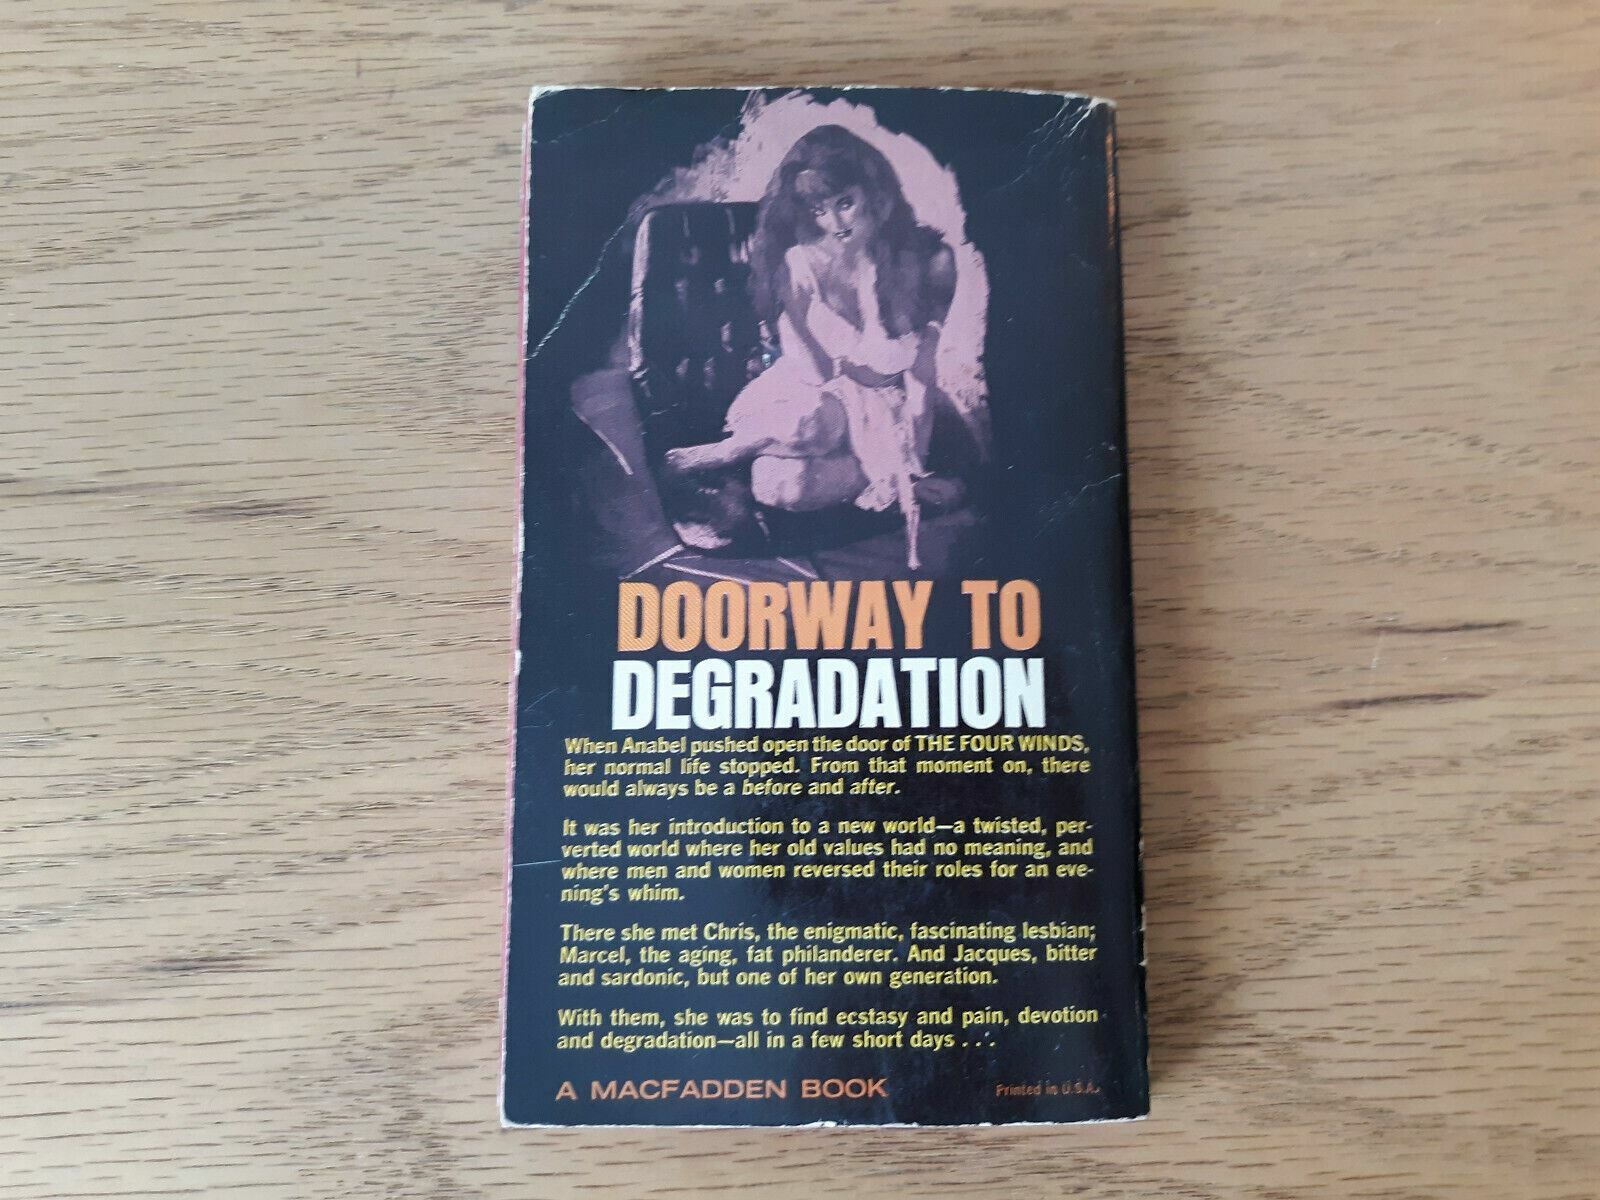 DOORWAY TO
DEGRADATION
When Anabel pushed open the door of THE FOUR WINDS,
her normal life stopped. From that moment on, there
would always be a before and after.
It was her introduction to a new world—a twisted, per-
verted world where her old values had no meaning, and
where men and women reversed their roles for an eve-
ning's whim.
There she met Chris, the enigmatic, fascinating lesbian;
Marcel, the aging, fat philanderer. And Jacques, bitter
and sardonic, but one of her own generation.
With them, she was to find ecstasy and pain, devotion
and degradation—all in a few short days . . .
A MACFADDEN BOOK
Printed in U.S.A.